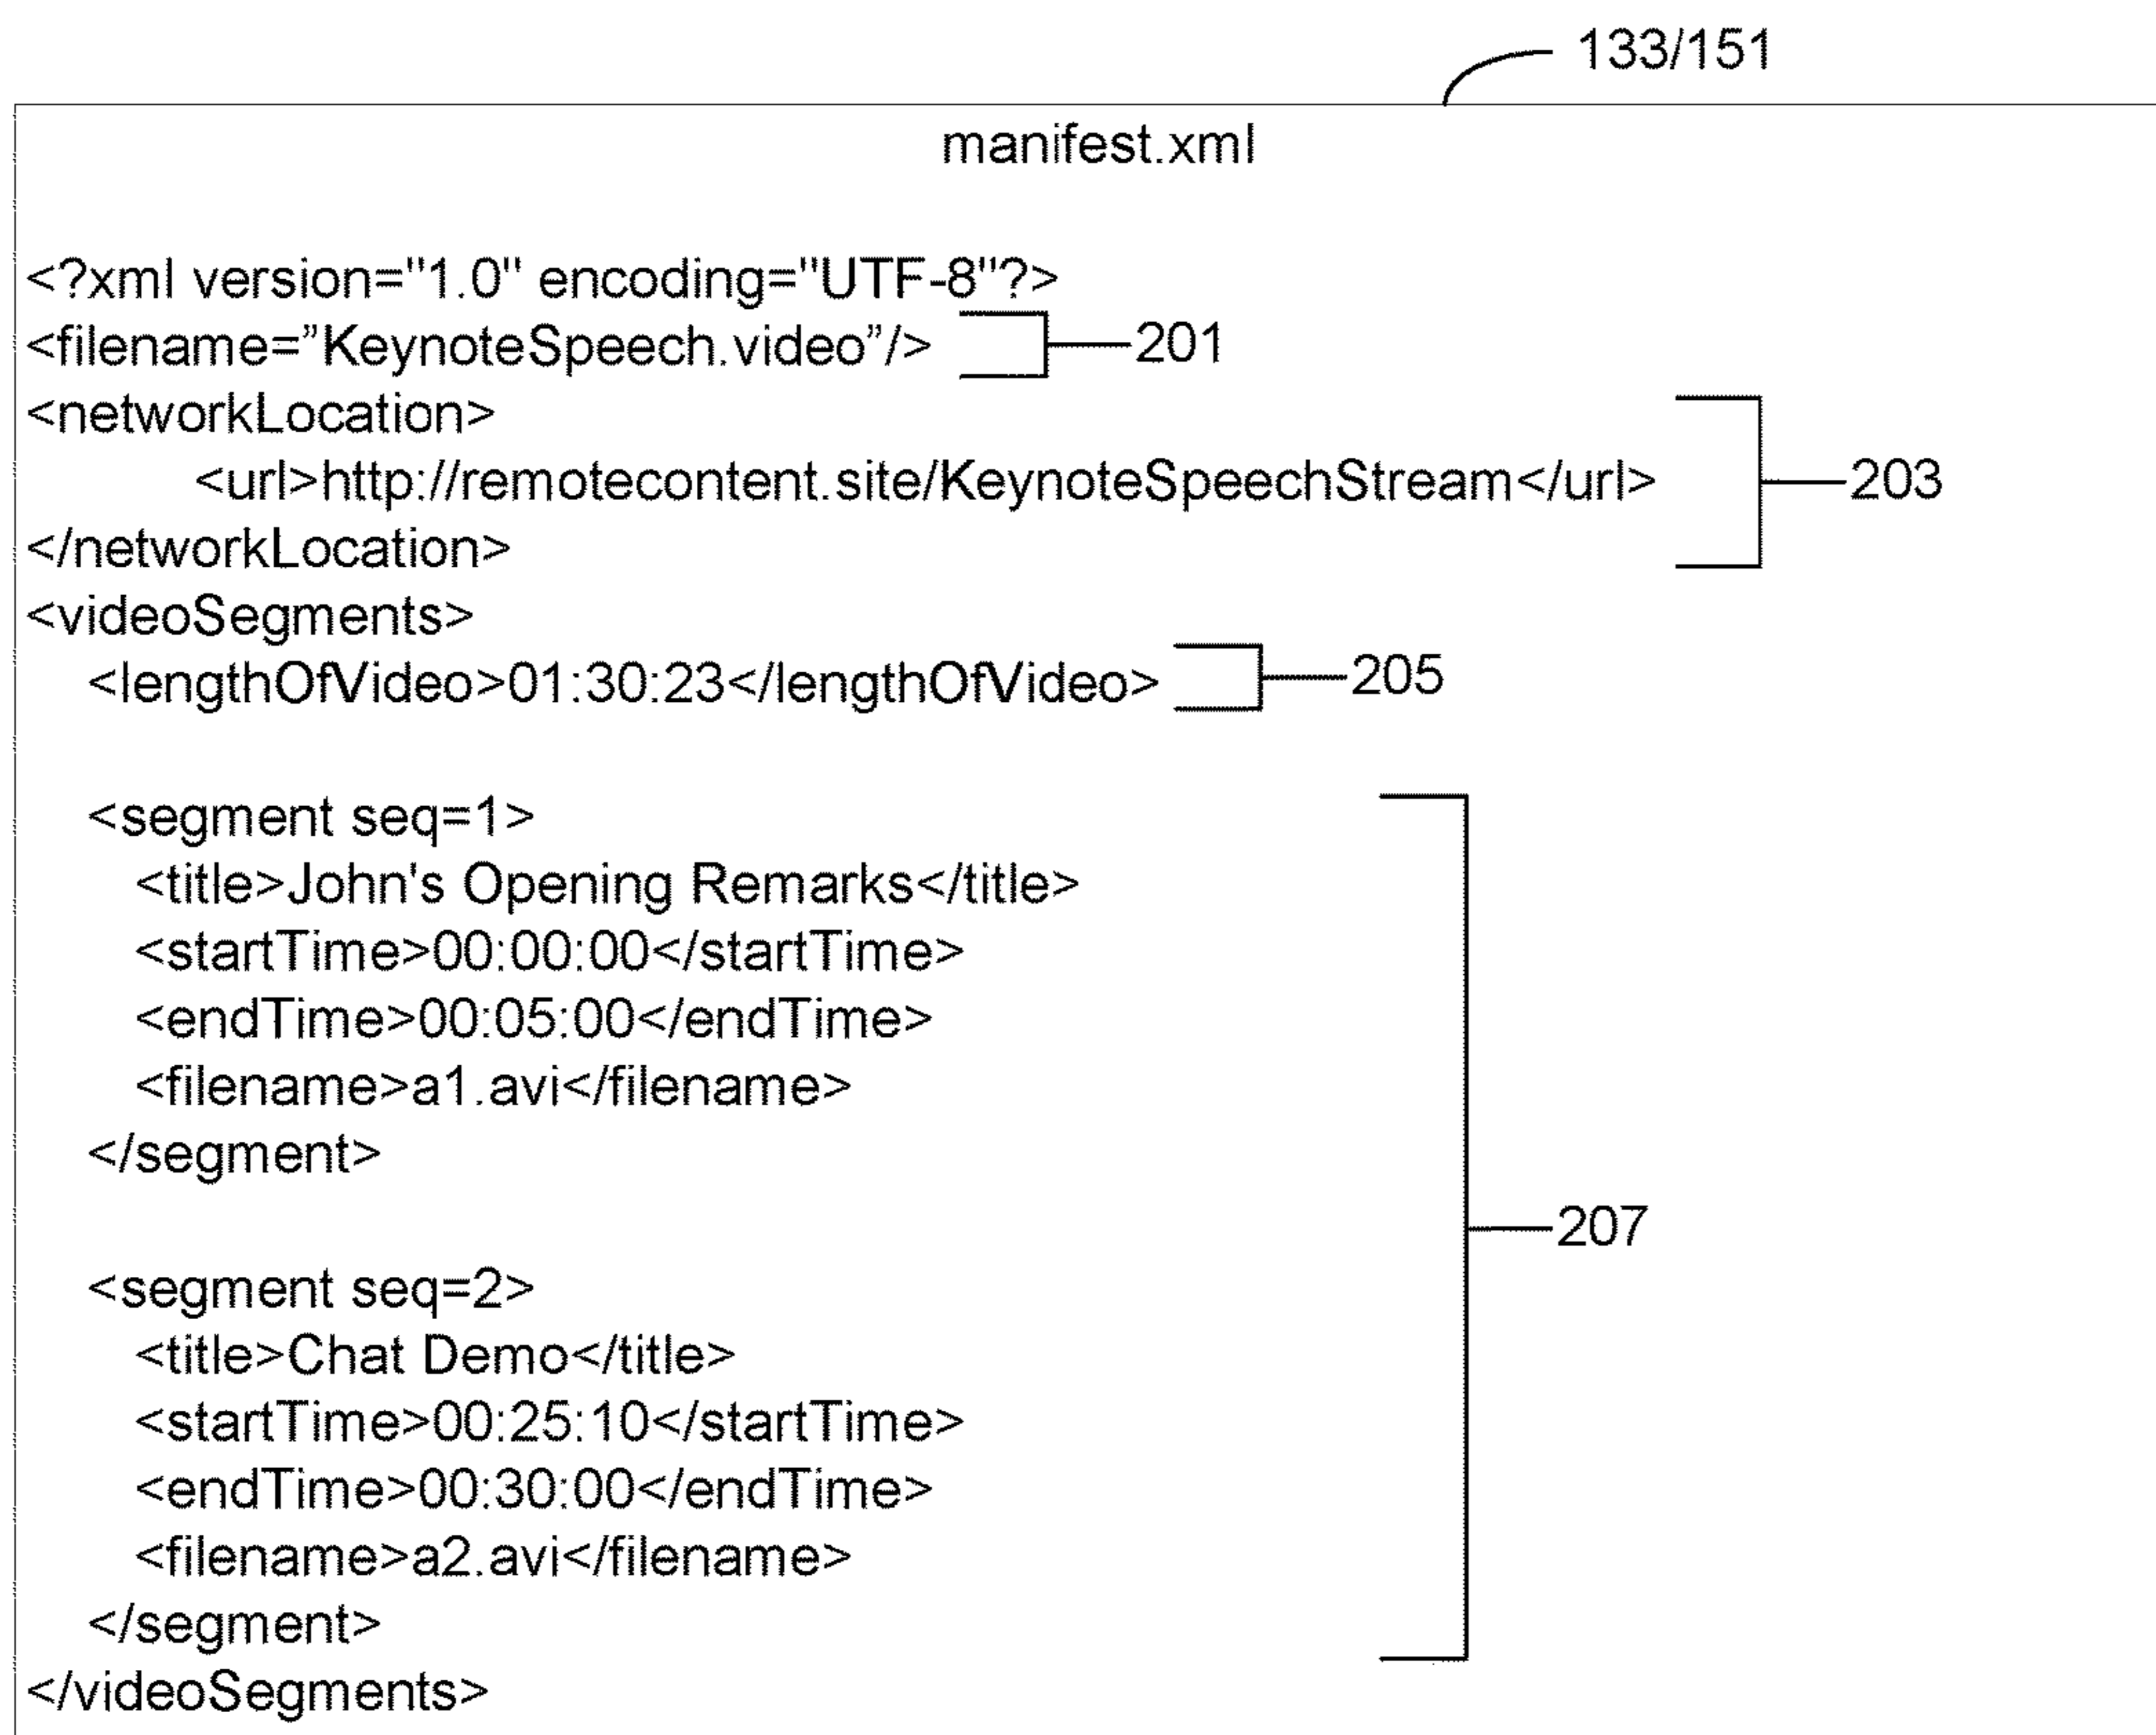 133/151
manifest.xml
<?xml version="1.0" encoding="UTF-8"?>
<filename=”KeynoteSpeech.video”/> 201
<networkLocation>
<url>http://remotecontent.site/KeynoteSpeechStream</url> 203
</networkLocation>
<videoSegments>
<lengthOfVideo>01:30:23</lengthOfVideo> 205
<segment seq=1>
<title>John's Opening Remarks</title>
<startTime>00:00:00</startTime>
<endTime>00:05:00</endTime>
<filename>a1.avi</filename>
</segment>
207
<segment seq=2>
<title>Chat Demo</title>
<startTime>00:25:10</startTime>
<endTime>00:30:00</endTime>
<filename>a2.avi</filename>
</segment>
</videoSegments>